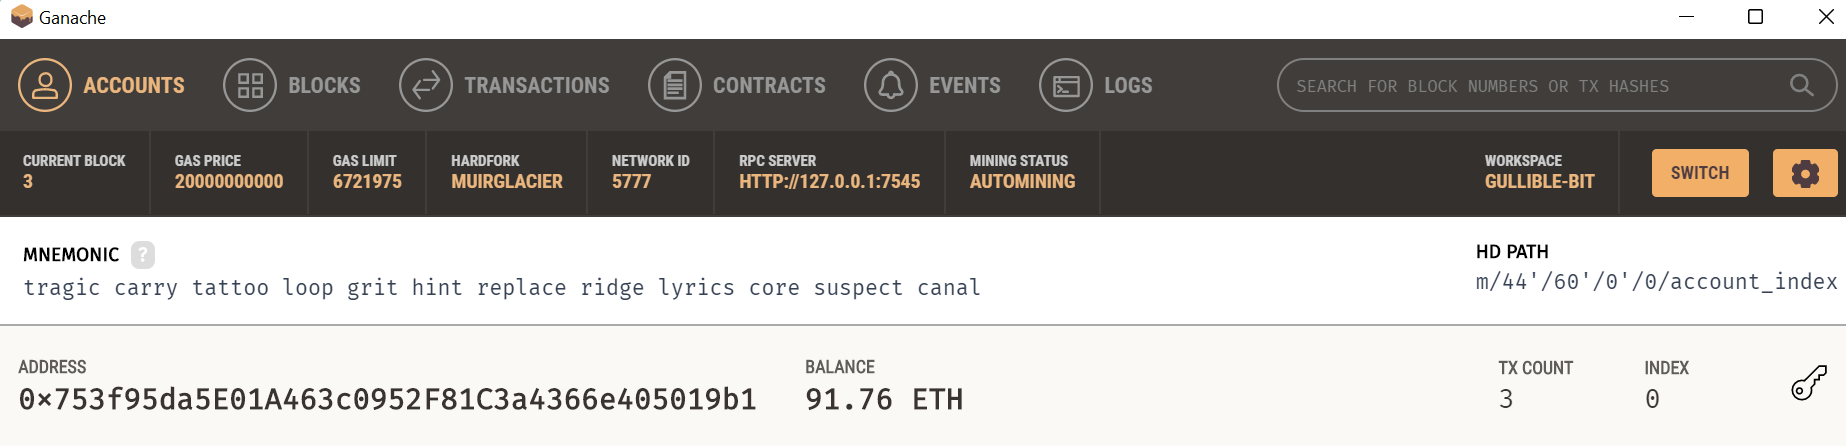 Ganache
ACCOUNTS BLOCKS TRANSACTIONS CONTRACTS EVENTS LOGS SEARCH FOR BLOCK NUMBERS OR TX HASHES
CURRENT BLOCK GAS PRICE GAS LIMIT HARDFORK NETWORK ID RPC SERVER MINING STATUS WORKSPACE
3 20000000000 6721975 MUIRGLACIER 5777 HTTP://127.0.0.1:7545 AUTOMINING GULLIBLE-BIT SWITCH
MNEMONIC ? HD PATH
tragic carry tattoo loop grit hint replace ridge lyrics core suspect canal m/44'/60'/0'/0/account_index
ADDRESS BALANCE TX COUNT INDEX
0×753f95da5E01A463c0952F81C3a4366e405019b1 91.76 ETH 3 0